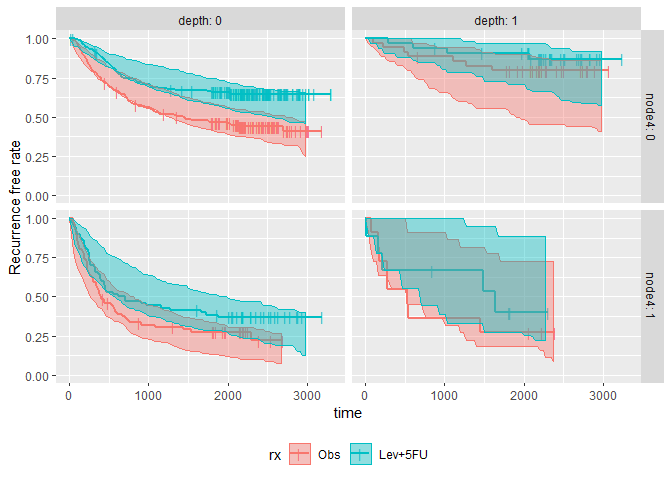 depth: 0
depth: 1
1.00
0.75
0.50
0.25
0.00
node4: 0
1.00
0.75
0.50
0.25
0.00
node4: 1
Recurrence free rate
0 1000 2000 3000
0 1000 2000 3000
time
rx Obs Lev+5FU